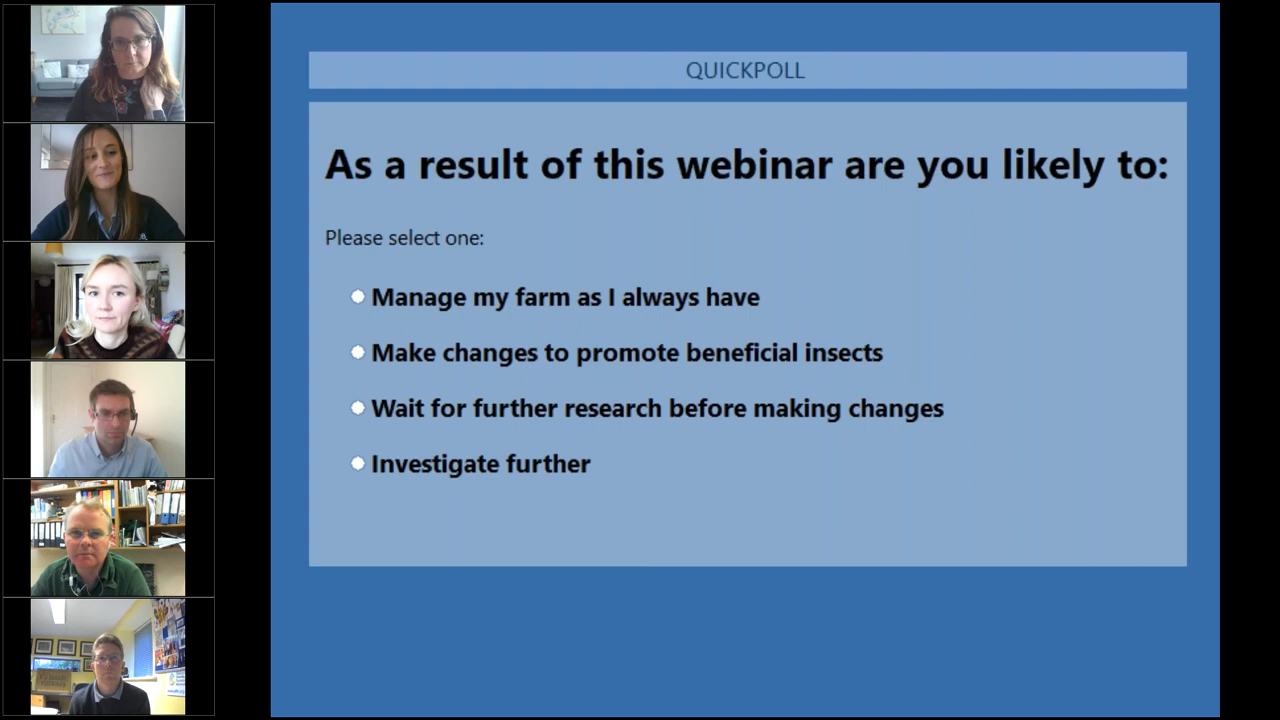 QUICKPOLL
As a result of this webinar are you likely to:
Please select one:
Manage my farm as I always have
Make changes to promote beneficial insects
Wait for further research before making changes
Investigate further